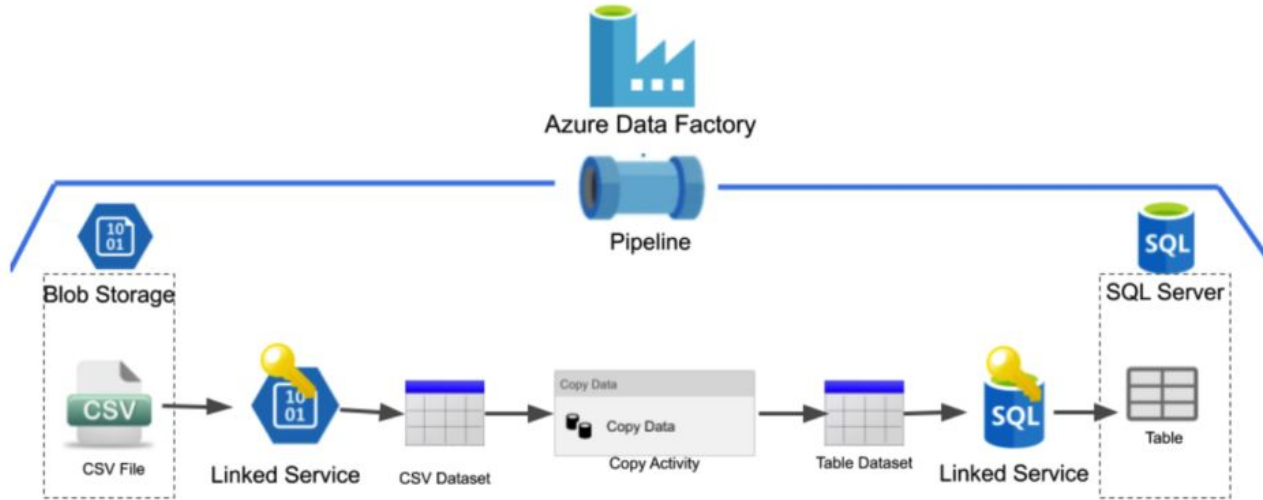 Azure Data Factory
Pipeline
10
01
Blob Storage
SQL
SQL Server
CSV
CSV File
10
01
Linked Service
CSV Dataset
Copy Data
Copy Data
Copy Activity
Table Dataset
SQL
Linked Service
Table